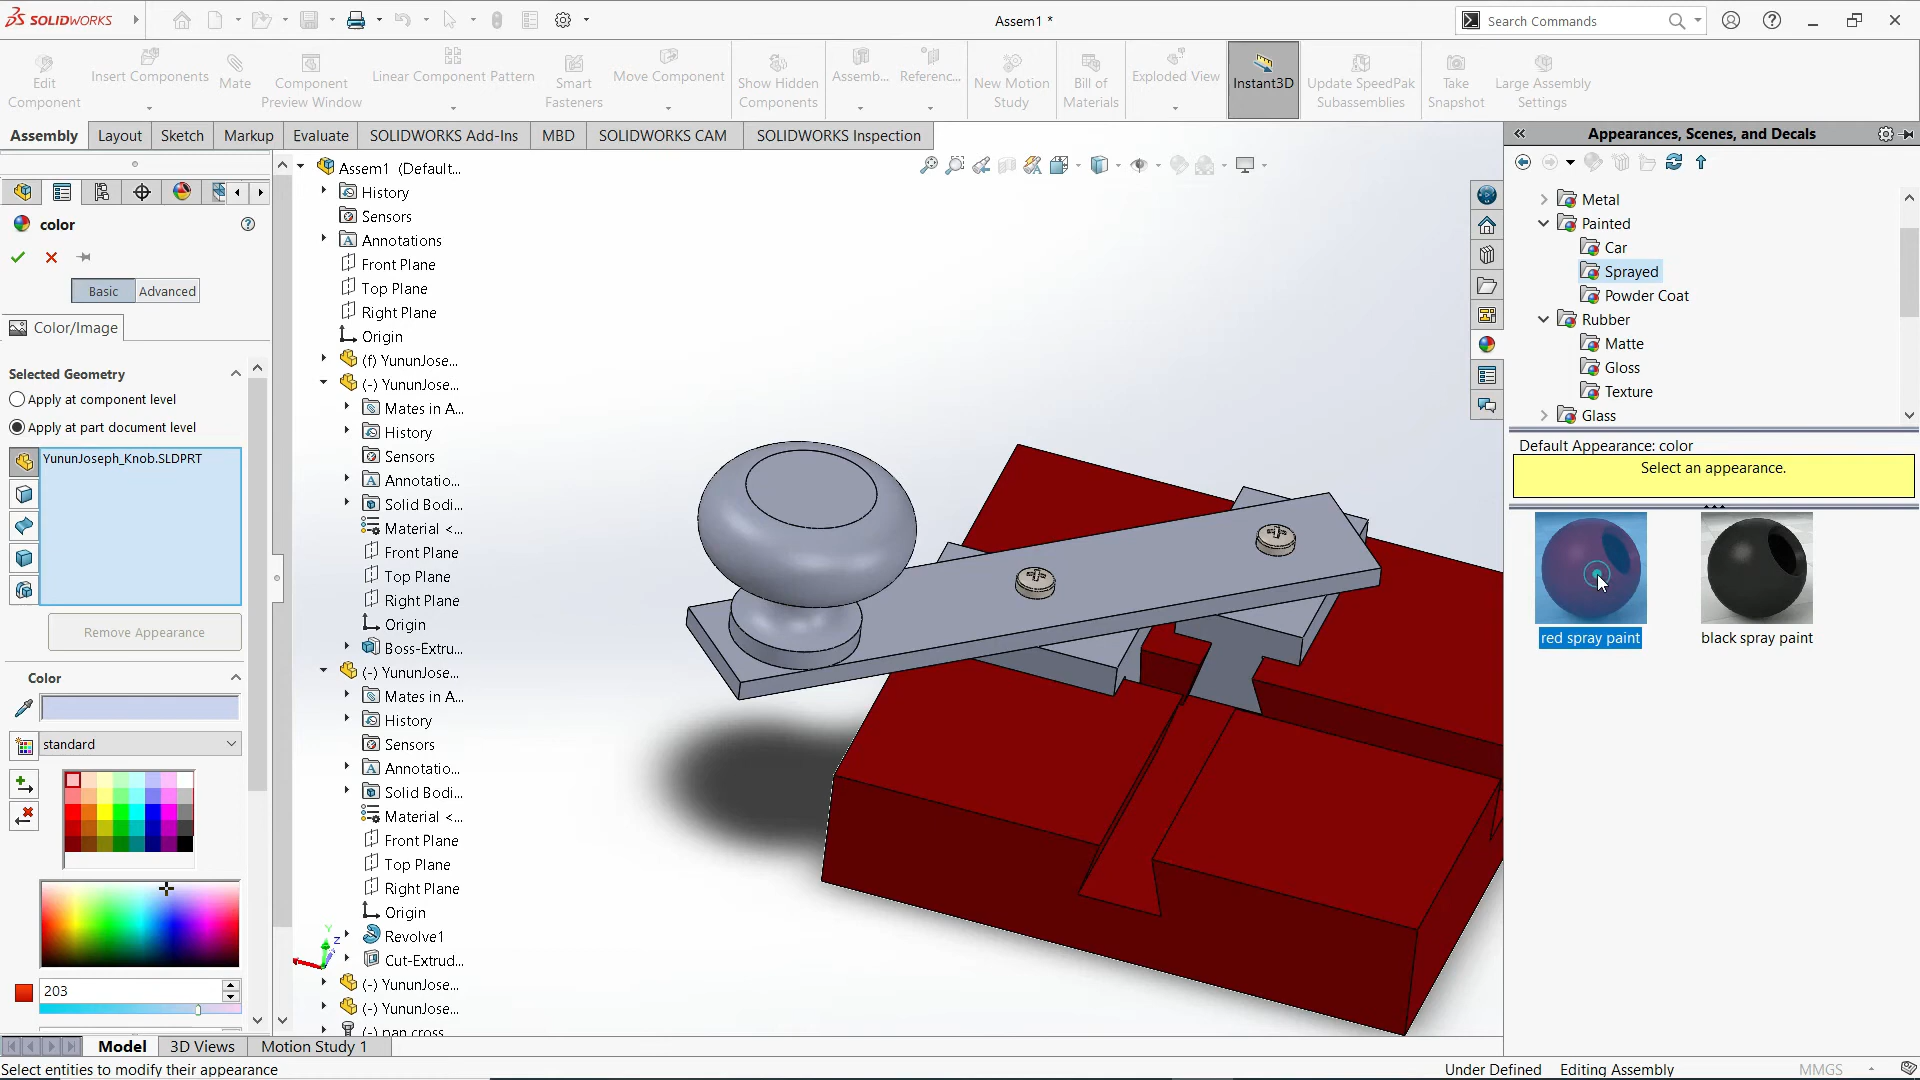 SOLIDWORKS
Assem1 *
Search Commands
Edit Component
Insert Components
Mate
Component Preview Window
Linear Component Pattern
Smart Fasteners
Move Component
Show Hidden Components
Assemb...
Referenc...
New Motion Study
Bill of Materials
Exploded View
Instant3D
Update SpeedPak Subassemblies
Take Snapshot
Large Assembly Settings
Assembly
Layout
Sketch
Markup
Evaluate
SOLIDWORKS Add-Ins
MBD
SOLIDWORKS CAM
SOLIDWORKS Inspection
color
Basic
Advanced
Color/Image
Selected Geometry
Apply at component level
Apply at part document level
YununJoseph_Knob.SLDPRT
Remove Appearance
Color
standard
203
Assem1 (Default...
History
Sensors
Annotations
Front Plane
Top Plane
Right Plane
Origin
(f) YununJose...
(-) YununJose...
Mates in A...
History
Sensors
Annotatio...
Solid Bodi...
Material <...
Front Plane
Top Plane
Right Plane
Origin
Boss-Extru...
(-) YununJose...
Mates in A...
History
Sensors
Annotatio...
Solid Bodi...
Material <...
Front Plane
Top Plane
Right Plane
Origin
Revolve1
Cut-Extrud...
(-) YununJose...
(-) YununJose...
(-) pan cross
Y
Z
Appearances, Scenes, and Decals
Metal
Painted
Car
Sprayed
Powder Coat
Rubber
Matte
Gloss
Texture
Glass
Default Appearance: color
Select an appearance.
red spray paint
black spray paint
Model
3D Views
Motion Study 1
Select entities to modify their appearance
Under Defined
Editing Assembly
MMGS